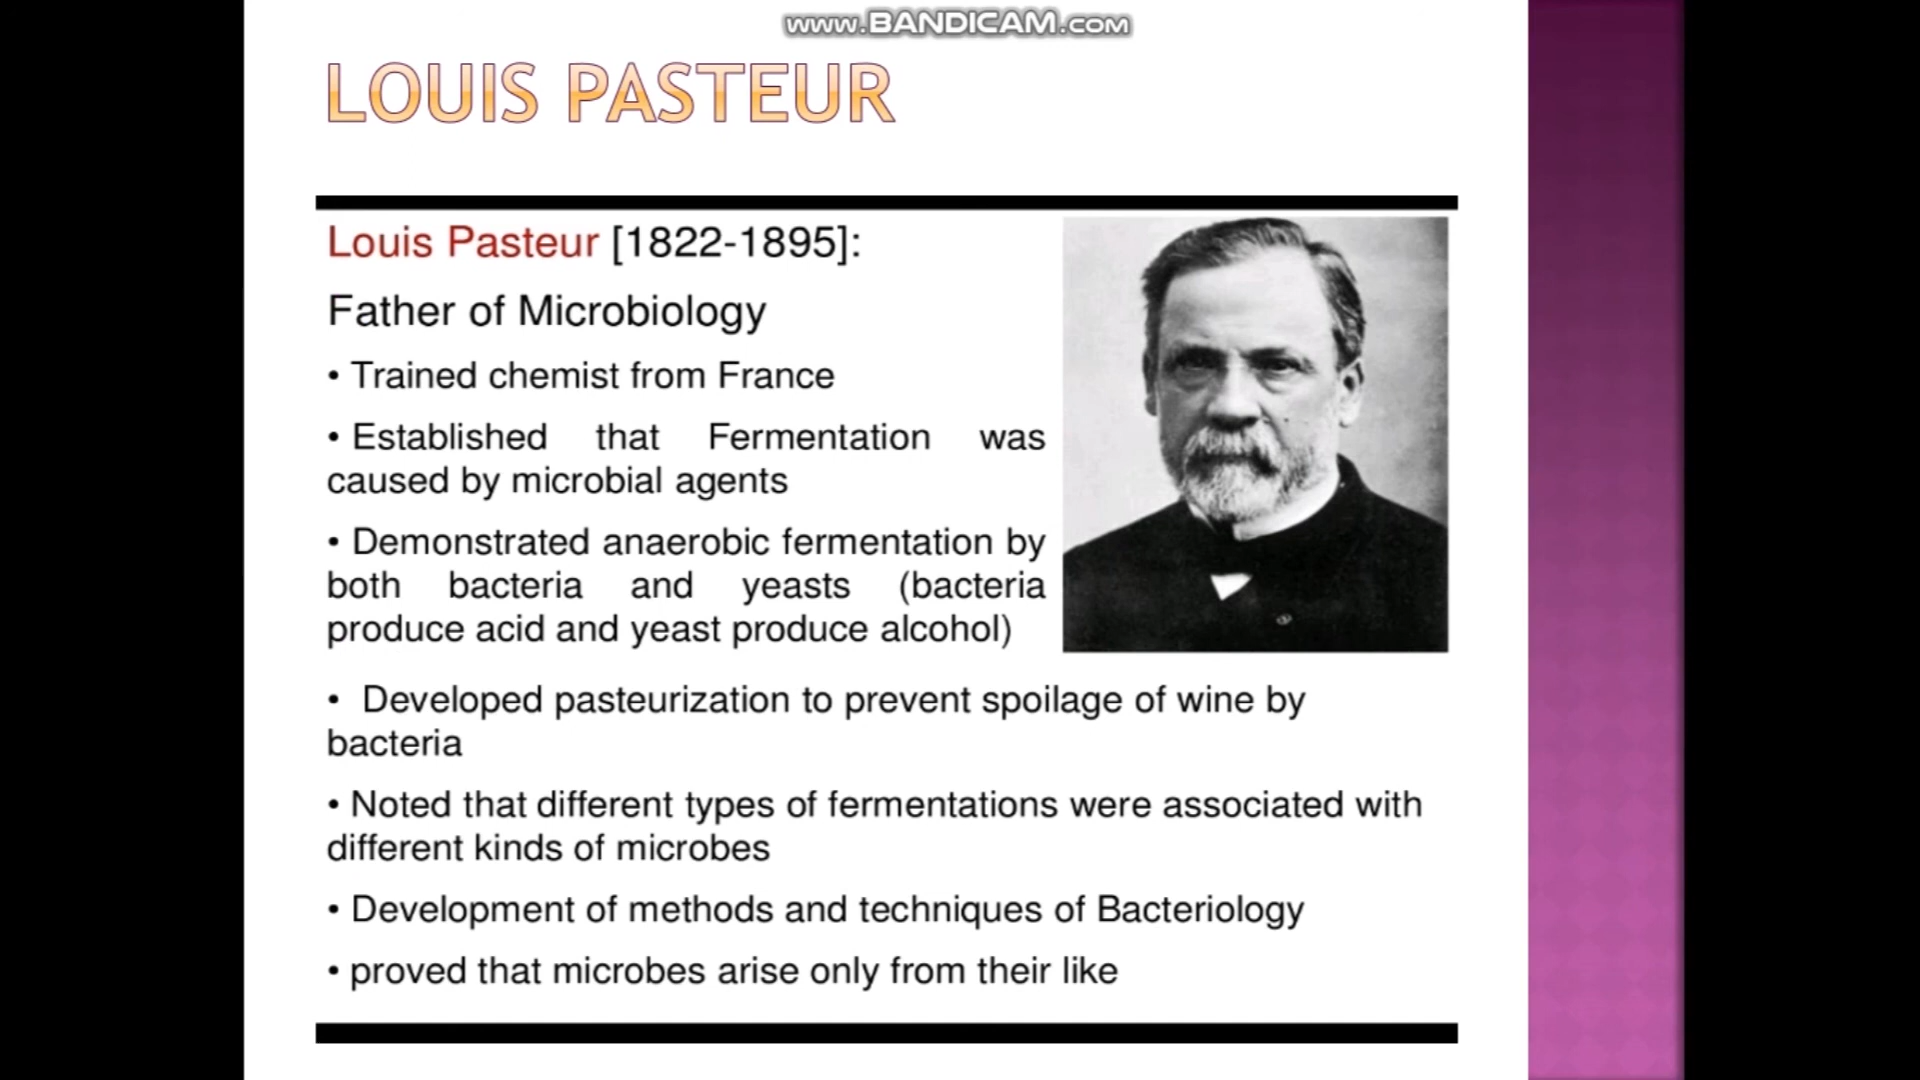 www.BANDICAM.com
LOUIS PASTEUR
Louis Pasteur [1822-1895]:
Father of Microbiology
• Trained chemist from France
• Established that Fermentation was
caused by microbial agents
• Demonstrated anaerobic fermentation by
both bacteria and yeasts (bacteria
produce acid and yeast produce alcohol)
• Developed pasteurization to prevent spoilage of wine by
bacteria
• Noted that different types of fermentations were associated with
different kinds of microbes
• Development of methods and techniques of Bacteriology
• proved that microbes arise only from their like